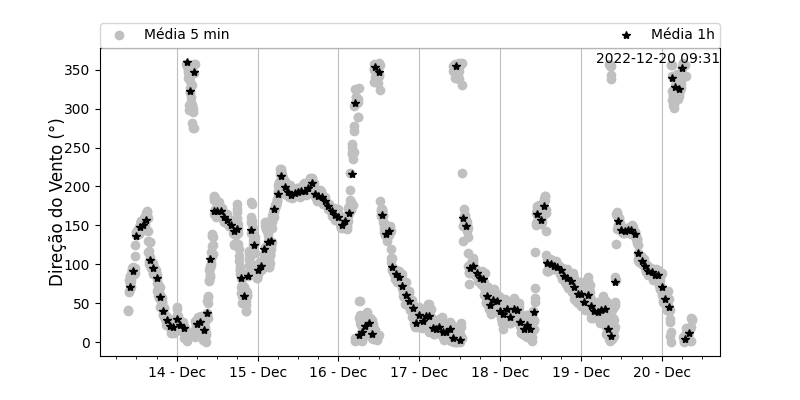 Média 5 min
Média 1h
2022-12-20 09:31
Direção do Vento (°)
350
300
250
200
150
100
50
0
14 - Dec
15 - Dec
16 - Dec
17 - Dec
18 - Dec
19 - Dec
20 - Dec